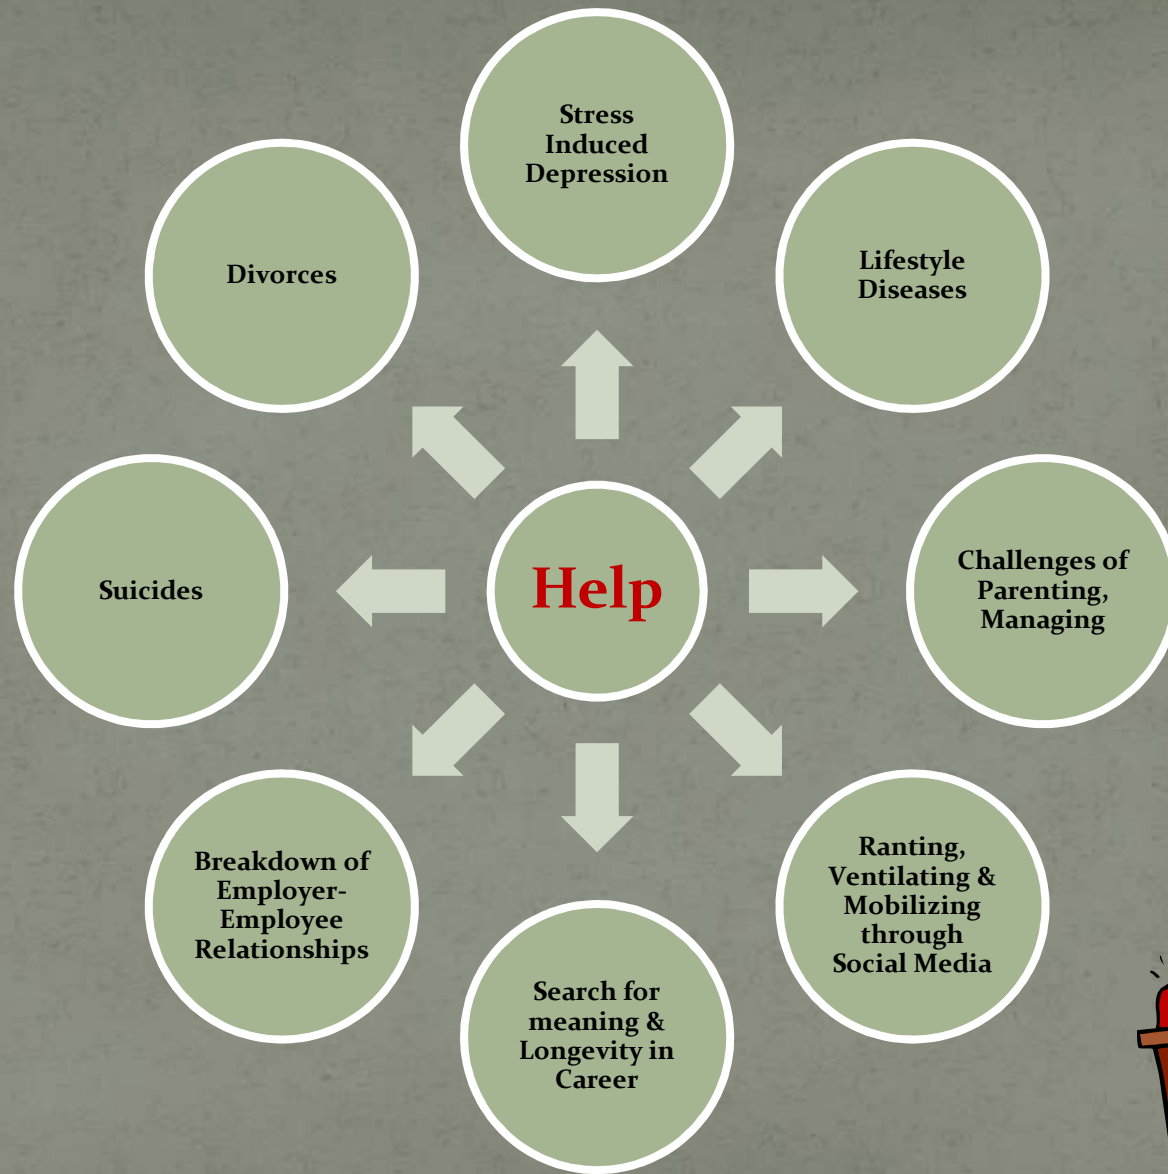 Stress
Induced
Depression
Divorces
Lifestyle
Diseases
Suicides
Help
Challenges of
Parenting,
Managing
Breakdown of
Employer-
Employee
Relationships
Ranting,
Ventilating &
Mobilizing
through
Social Media
Search for
meaning &
Longevity in
Career